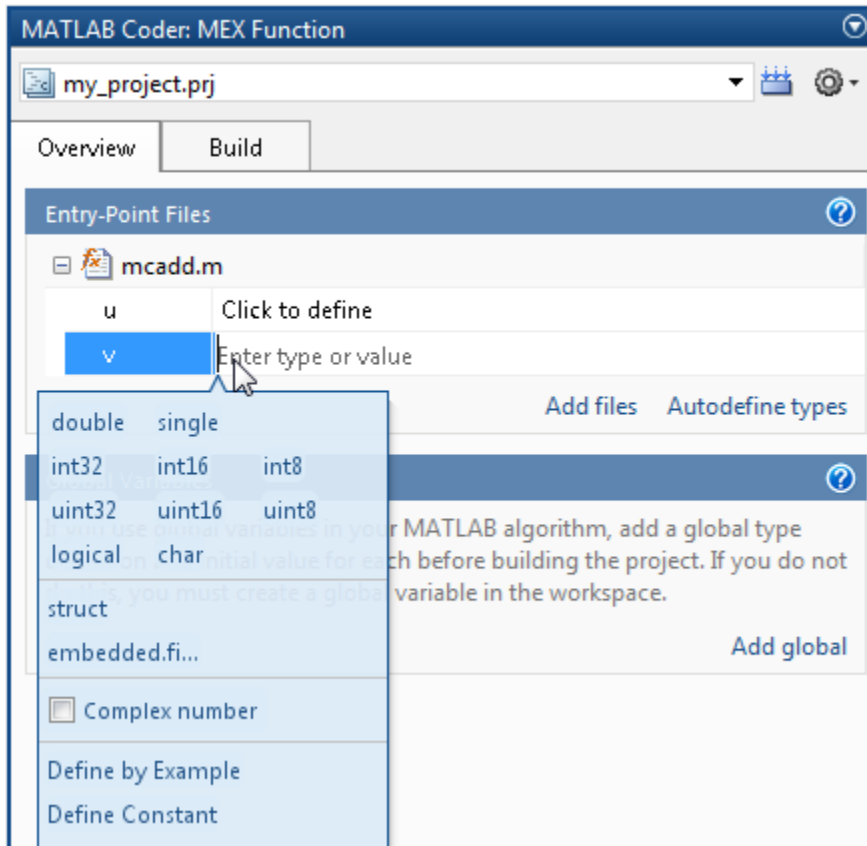 MATLAB Coder: MEX Function
my_project.prj
Overview Build
Entry-Point Files
mcadd.m
u Click to define
v Enter type or value
Add files Autodefine types
double single
int32 int16 int8
uint32 uint16 uint8
logical char
struct
embedded.fi...
Complex number
Define by Example
Define Constant
Global Variables
If you use global variables in your MATLAB algorithm, add a global type
initial value for each before building the project. If you do not
this, you must create a global variable in the workspace.
Add global